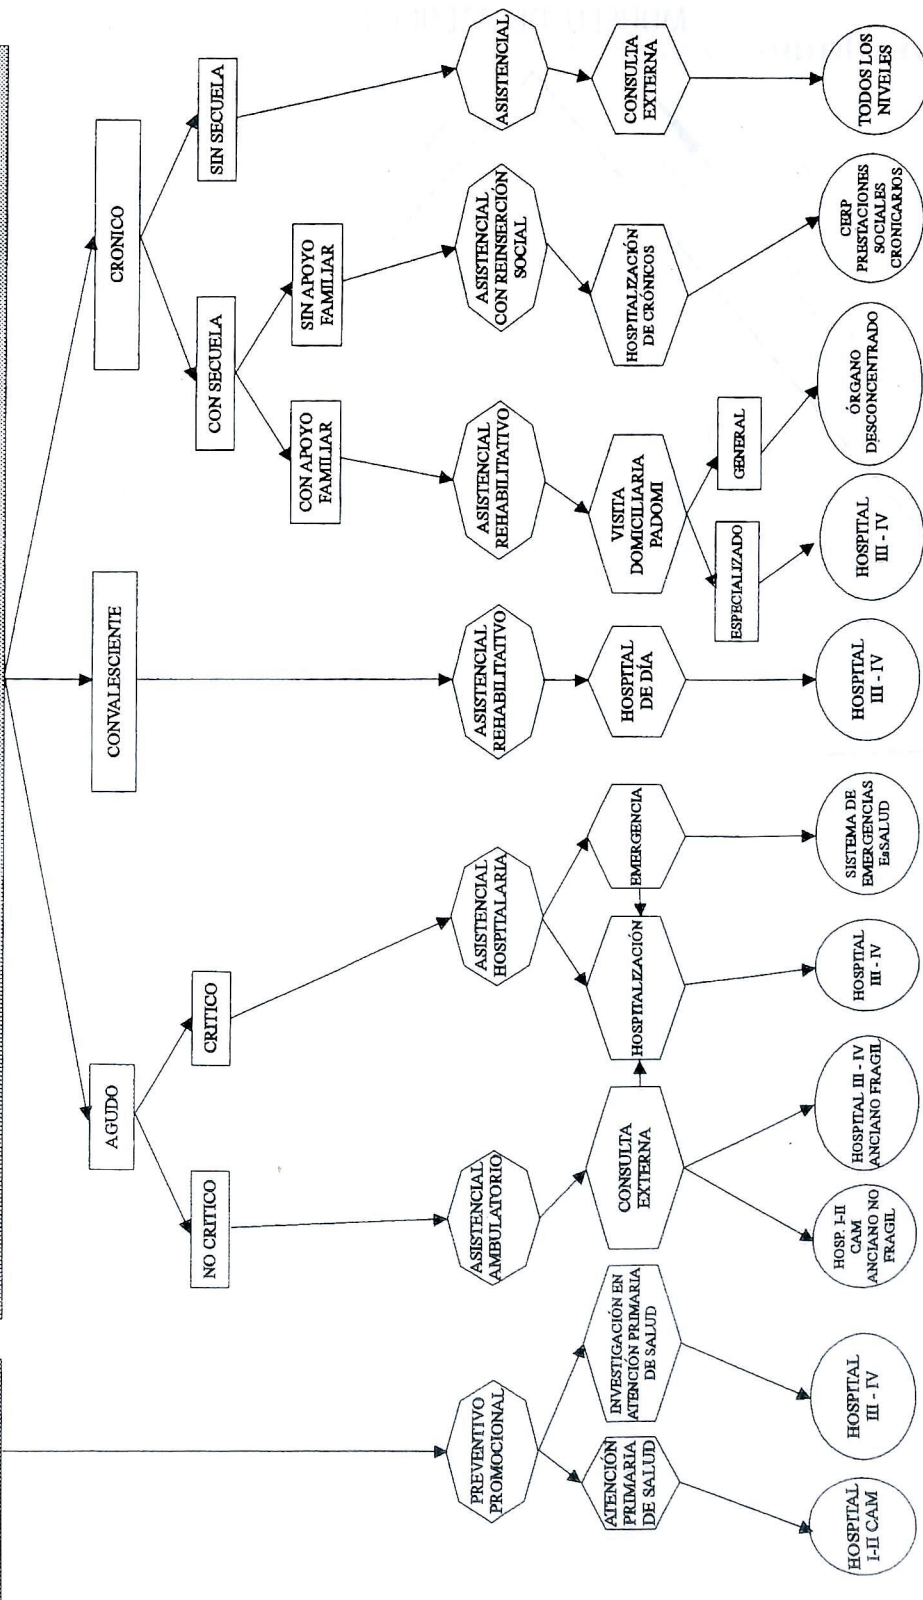 AGUDO
CONVALESCIENTE
CRONICO
NO CRITICO
CRITICO
CON SECUELA
SIN SECUELA
CON APOYO
FAMILIAR
SIN APOYO
FAMILIAR
PREVENTIVO
PROMOCIONAL
ASISTENCIAL
AMBULATORIO
ASISTENCIAL
HOSPITALARIA
ASISTENCIAL
REHABILITATIVO
ASISTENCIAL
REHABILITATIVO
ASISTENCIAL
CON REINSERCIÓN
SOCIAL
ASISTENCIAL
ATENCIÓN
PRIMARIA
DE SALUD
INVESTIGACIÓN EN
ATENCIÓN PRIMARIA
DE SALUD
CONSULTA
EXTERNA
HOSPITALIZACIÓN
EMERGENCIA
HOSPITAL
DE DÍA
VISITA
DOMICILIARIA
PADOMI
HOSPITALIZACIÓN
DE CRÓNICOS
CONSULTA
EXTERNA
ESPECIALIZADO
GENERAL
HOSPITAL
I-II CAM
HOSPITAL
III - IV
HOSP. I-II
CAM
ANCIANO NO
FRAGIL
HOSPITAL III - IV
ANCIANO FRAGIL
HOSPITAL
III - IV
SISTEMA DE
EMERGENCIAS
EsSALUD
HOSPITAL
III - IV
HOSPITAL
III - IV
ÓRGANO
DESCONCENTRADO
CERP
PRESTACIONES
SOCIALES
CRONICARIOS
TODOS LOS
NIVELES